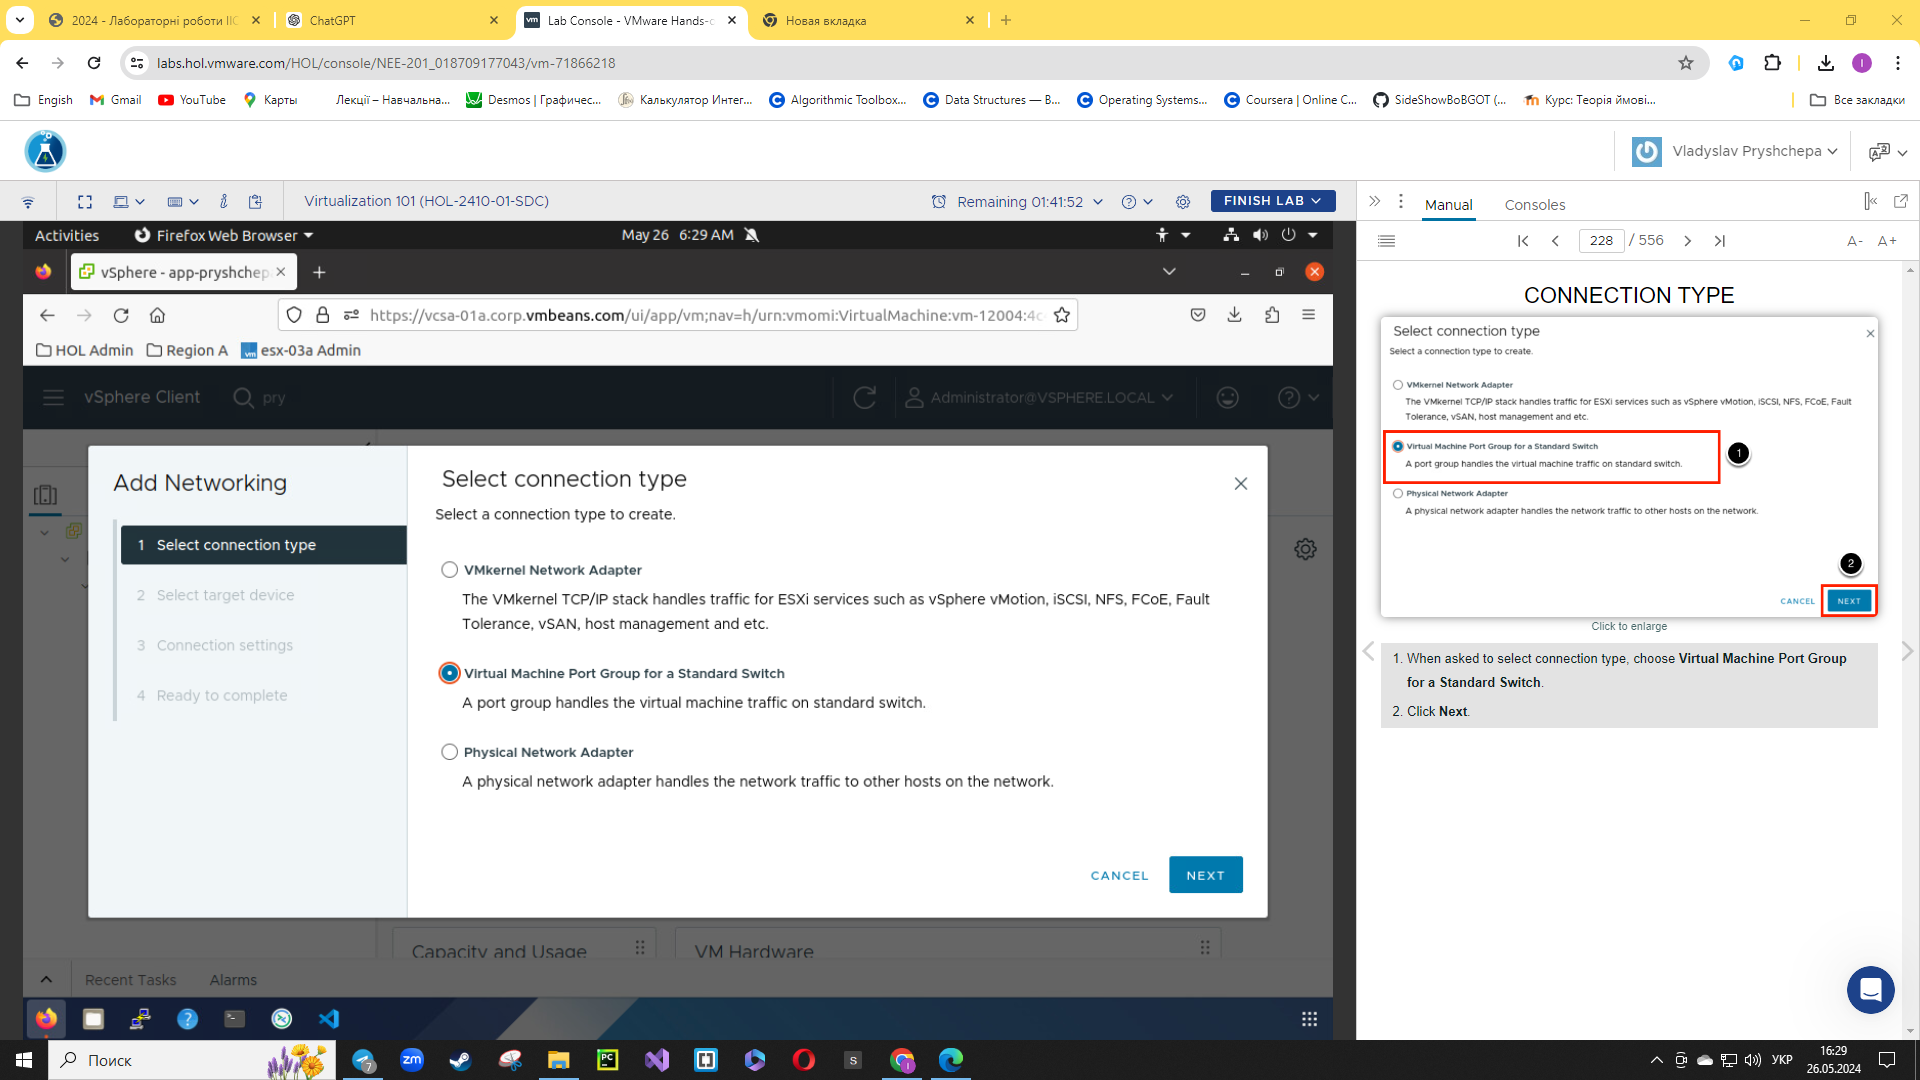 2024 - Лабораторні роботи ІІС
ChatGPT
Lab Console - VMware Hands-o
Новая вкладка
labs.hol.vmware.com/HOL/console/NEE-201_018709177043/vm-71866218
Engish
Gmail
YouTube
Карты
Лекції – Навчальна...
Desmos | Графичес...
Калькулятор Интег...
Algorithmic Toolbox...
Data Structures — B...
Operating Systems...
Coursera | Online C...
SideShowBoBGOT (...
Курс: Теорія ймові...
Все закладки
Vladyslav Pryshchepa
Virtualization 101 (HOL-2410-01-SDC)
Remaining 01:41:52
FINISH LAB
Manual
Consoles
228 / 556
A-
A+
Activities
Firefox Web Browser
May 26 6:29 AM
vSphere - app-pryshchep
https://vcsa-01a.corp.vmbeans.com/ui/app/vm;nav=h/urn:vmomi:VirtualMachine:vm-12004:4c
HOL Admin
Region A
esx-03a Admin
vSphere Client
pry
Administrator@VSPHERE.LOCAL
Add Networking
1 Select connection type
2 Select target device
3 Connection settings
4 Ready to complete
Select connection type
Select a connection type to create.
VMkernel Network Adapter
The VMkernel TCP/IP stack handles traffic for ESXi services such as vSphere vMotion, iSCSI, NFS, FCoE, Fault
Tolerance, vSAN, host management and etc.
Virtual Machine Port Group for a Standard Switch
A port group handles the virtual machine traffic on standard switch.
Physical Network Adapter
A physical network adapter handles the network traffic to other hosts on the network.
CANCEL
NEXT
Capacity and Usage
VM Hardware
Recent Tasks
Alarms
CONNECTION TYPE
Select connection type
Select a connection type to create.
VMkernel Network Adapter
The VMkernel TCP/IP stack handles traffic for ESXi services such as vSphere vMotion, iSCSI, NFS, FCoE, Fault
Tolerance, vSAN, host management and etc.
Virtual Machine Port Group for a Standard Switch
A port group handles the virtual machine traffic on standard switch.
1
Physical Network Adapter
A physical network adapter handles the network traffic to other hosts on the network.
2
CANCEL
NEXT
Click to enlarge
1. When asked to select connection type, choose Virtual Machine Port Group
for a Standard Switch.
2. Click Next.
Поиск
7
zm
PC
S
УКР
16:29
26.05.2024